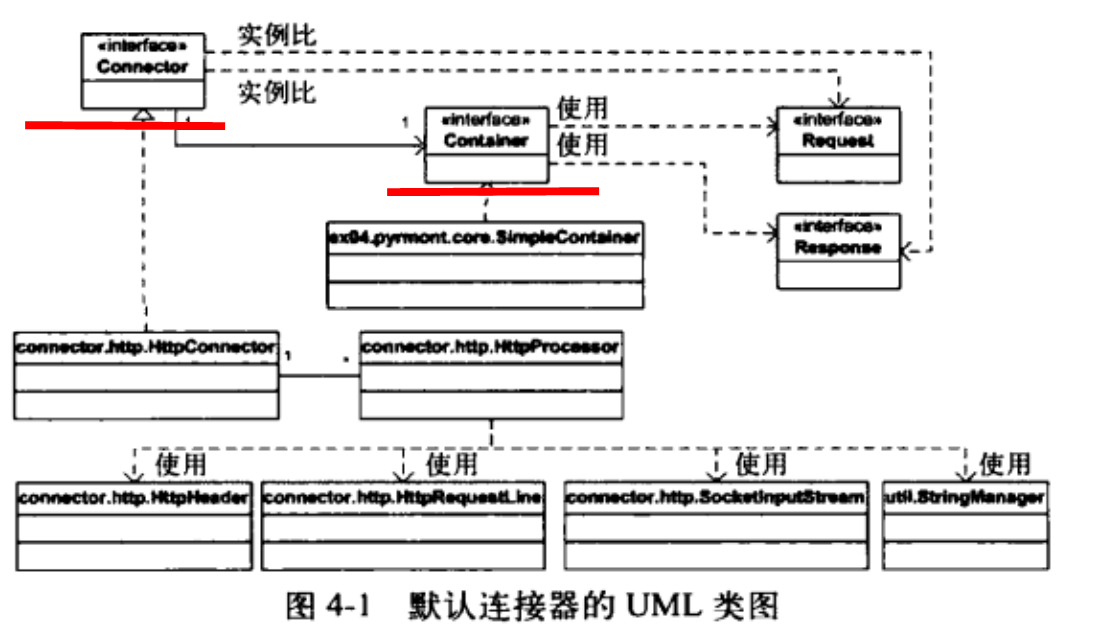 实例比
«interface»
Connector
实例比
1
1
«interface»
Container
使用
使用
«interface»
Request
«interface»
Response
ex04.pyrmont.core.SimpleContainer
connector.http.HttpConnector
1
*
connector.http.HttpProcessor
使用
使用
使用
使用
connector.http.HttpHeader
connector.http.HttpRequestLine
connector.http.SocketInputStream
util.StringManager
图 4-1 默认连接器的 UML 类图